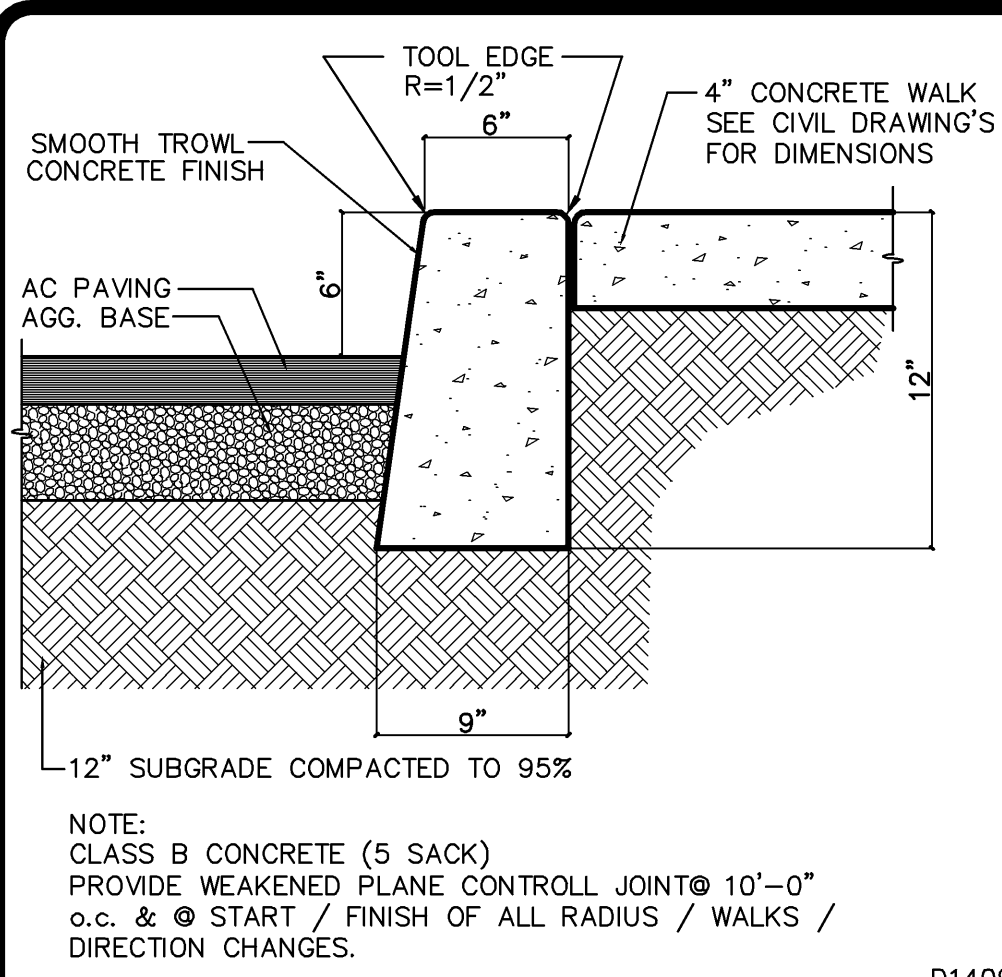 TOOL EDGE
R=1/2"
6"
4" CONCRETE WALK
SEE CIVIL DRAWING'S
FOR DIMENSIONS
SMOOTH TROWL
CONCRETE FINISH
6"
AC PAVING
AGG. BASE
12"
9"
12" SUBGRADE COMPACTED TO 95%
NOTE:
CLASS B CONCRETE (5 SACK)
PROVIDE WEAKENED PLANE CONTROLL JOINT@ 10'-0"
o.c. & @ START / FINISH OF ALL RADIUS / WALKS /
DIRECTION CHANGES.